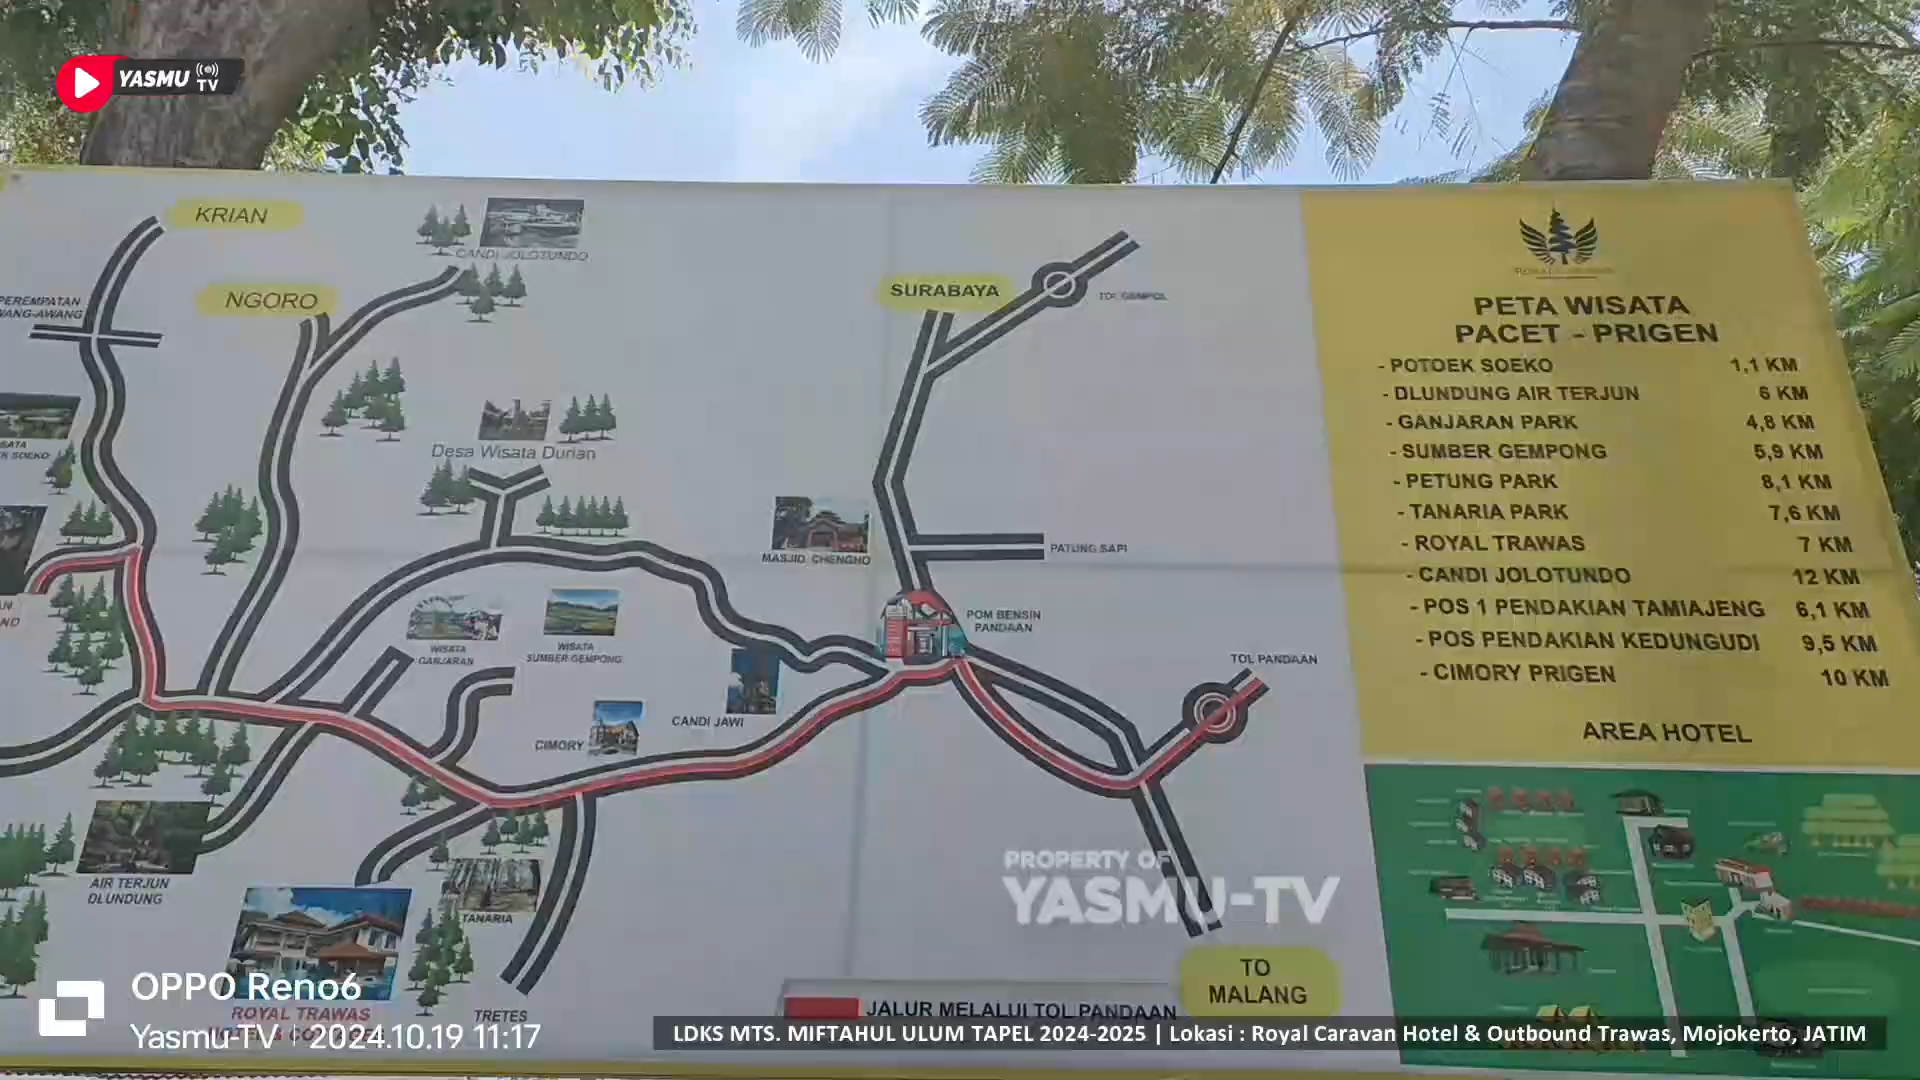 YASMU TV
KRIAN
CANDI JOLOTUNDO
NGORO
PEREMPATAN
SURABAYA
TOL GEMPOL
Desa Wisata Durian
MASJID CHENGHO
PATUNG SAPI
POM BENSIN
PANDAAN
WISATA
GANJARAN
WISATA
SUMBER GEMPONG
TOL PANDAAN
CANDI JAWI
CIMORY
AIR TERJUN
DLUNDUNG
TANARIA
ROYAL TRAWAS
TRETES
TO
MALANG
JALUR MELALUI TOL PANDAAN
PETA WISATA
PACET - PRIGEN
- POTOEK SOEKO 1,1 KM
- DLUNDUNG AIR TERJUN 6 KM
- GANJARAN PARK 4,8 KM
- SUMBER GEMPONG 5,9 KM
- PETUNG PARK 8,1 KM
- TANARIA PARK 7,6 KM
- ROYAL TRAWAS 7 KM
- CANDI JOLOTUNDO 12 KM
- POS 1 PENDAKIAN TAMIAJENG 6,1 KM
- POS PENDAKIAN KEDUNGUDI 9,5 KM
- CIMORY PRIGEN 10 KM
AREA HOTEL
PROPERTY OF
YASMU-TV
OPPO Reno6
Yasmu-TV · 2024.10.19 11:17
LDKS MTS. MIFTAHUL ULUM TAPEL 2024-2025 | Lokasi : Royal Caravan Hotel & Outbound Trawas, Mojokerto, JATIM